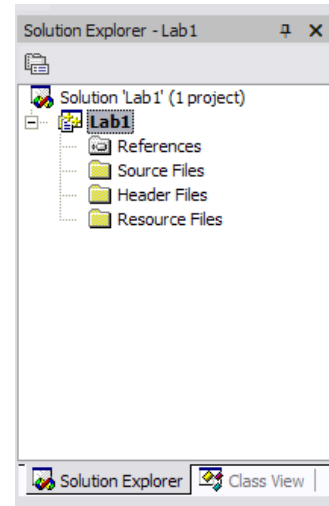 Solution Explorer - Lab1
Solution 'Lab1' (1 project)
Lab1
References
Source Files
Header Files
Resource Files
Solution Explorer Class View